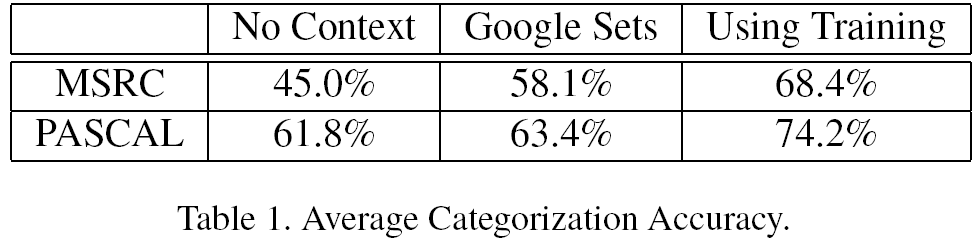 No Context Google Sets Using Training
MSRC 45.0% 58.1% 68.4%
PASCAL 61.8% 63.4% 74.2%
Table 1. Average Categorization Accuracy.